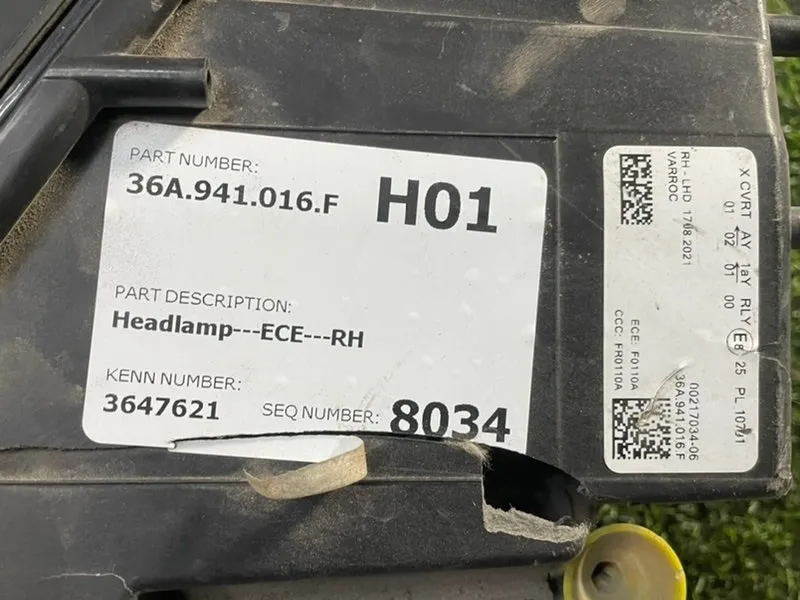 PART NUMBER:
36A.941.016.F
H01
PART DESCRIPTION:
Headlamp---ECE---RH
KENN NUMBER:
3647621
SEQ NUMBER: 8034
X CVRT AY 1aY RLY E8 25 PL
01 02 01 00
RH - LHD 1708.2021
VARROC
ECE: F0110A
CCC: FR0110A
00217034-06
36A.941.016.F